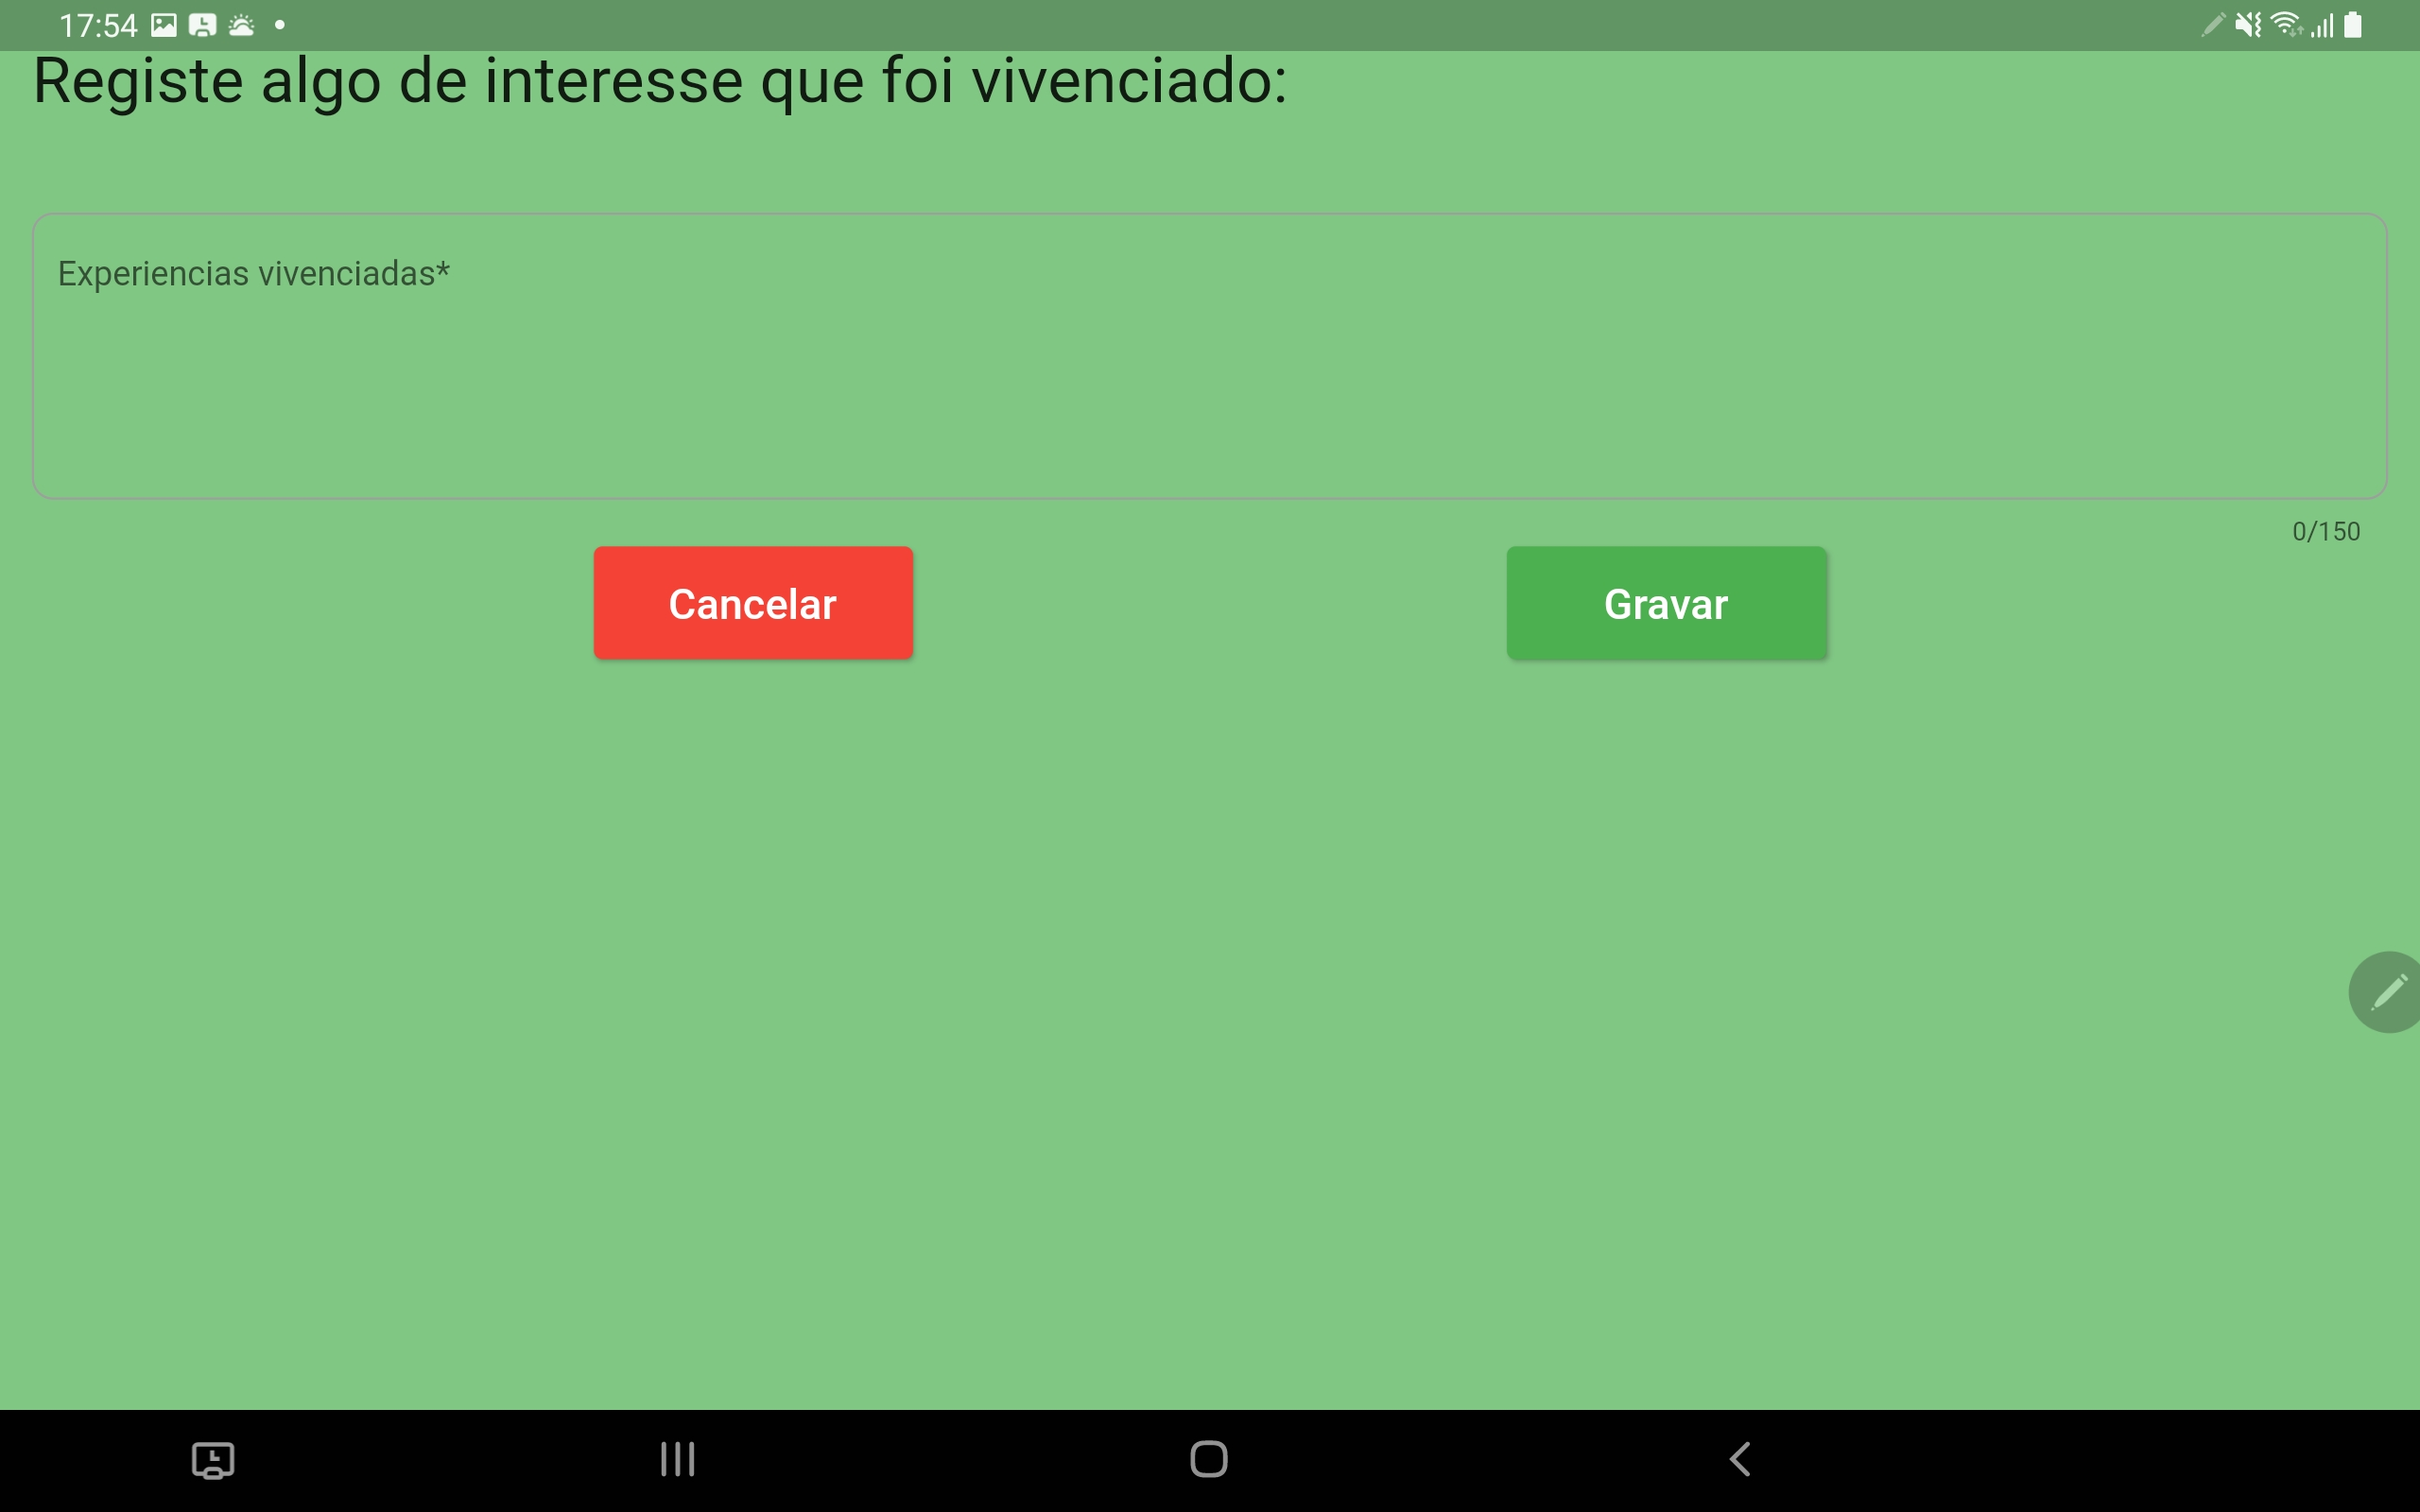 17:54
Registe algo de interesse que foi vivenciado:
Experiencias vivenciadas*
0/150
Cancelar
Gravar